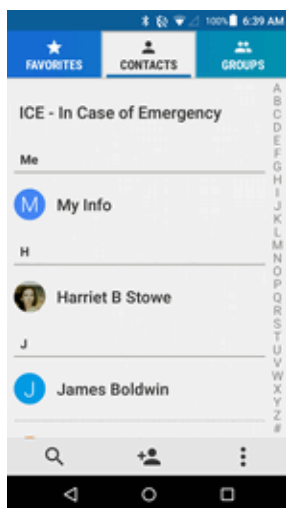 100% 6:39 AM
FAVORITES CONTACTS GROUPS
ICE - In Case of Emergency
Me
M My Info
H
Harriet B Stowe
J
J James Boldwin
A
B
C
D
E
F
G
H
I
J
K
L
M
N
O
P
Q
R
S
T
U
V
W
X
Y
Z
#